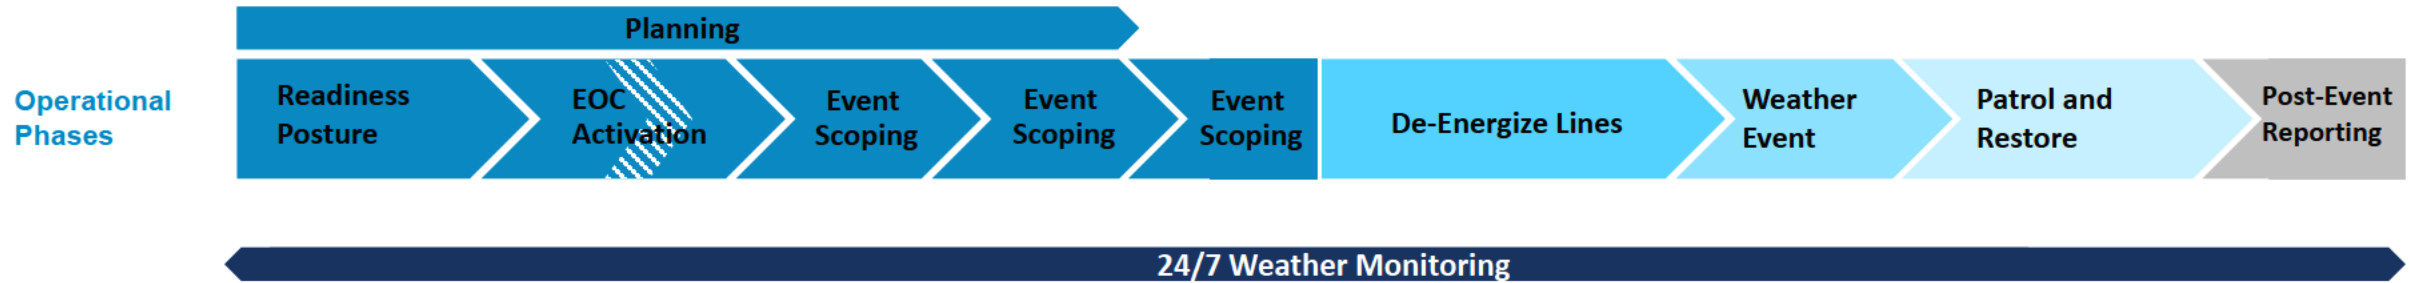 Planning
Operational
Phases
Readiness
Posture
EOC
Activation
Event
Scoping
Event
Scoping
Event
Scoping
De-Energize Lines
Weather
Event
Patrol and
Restore
Post-Event
Reporting
24/7 Weather Monitoring